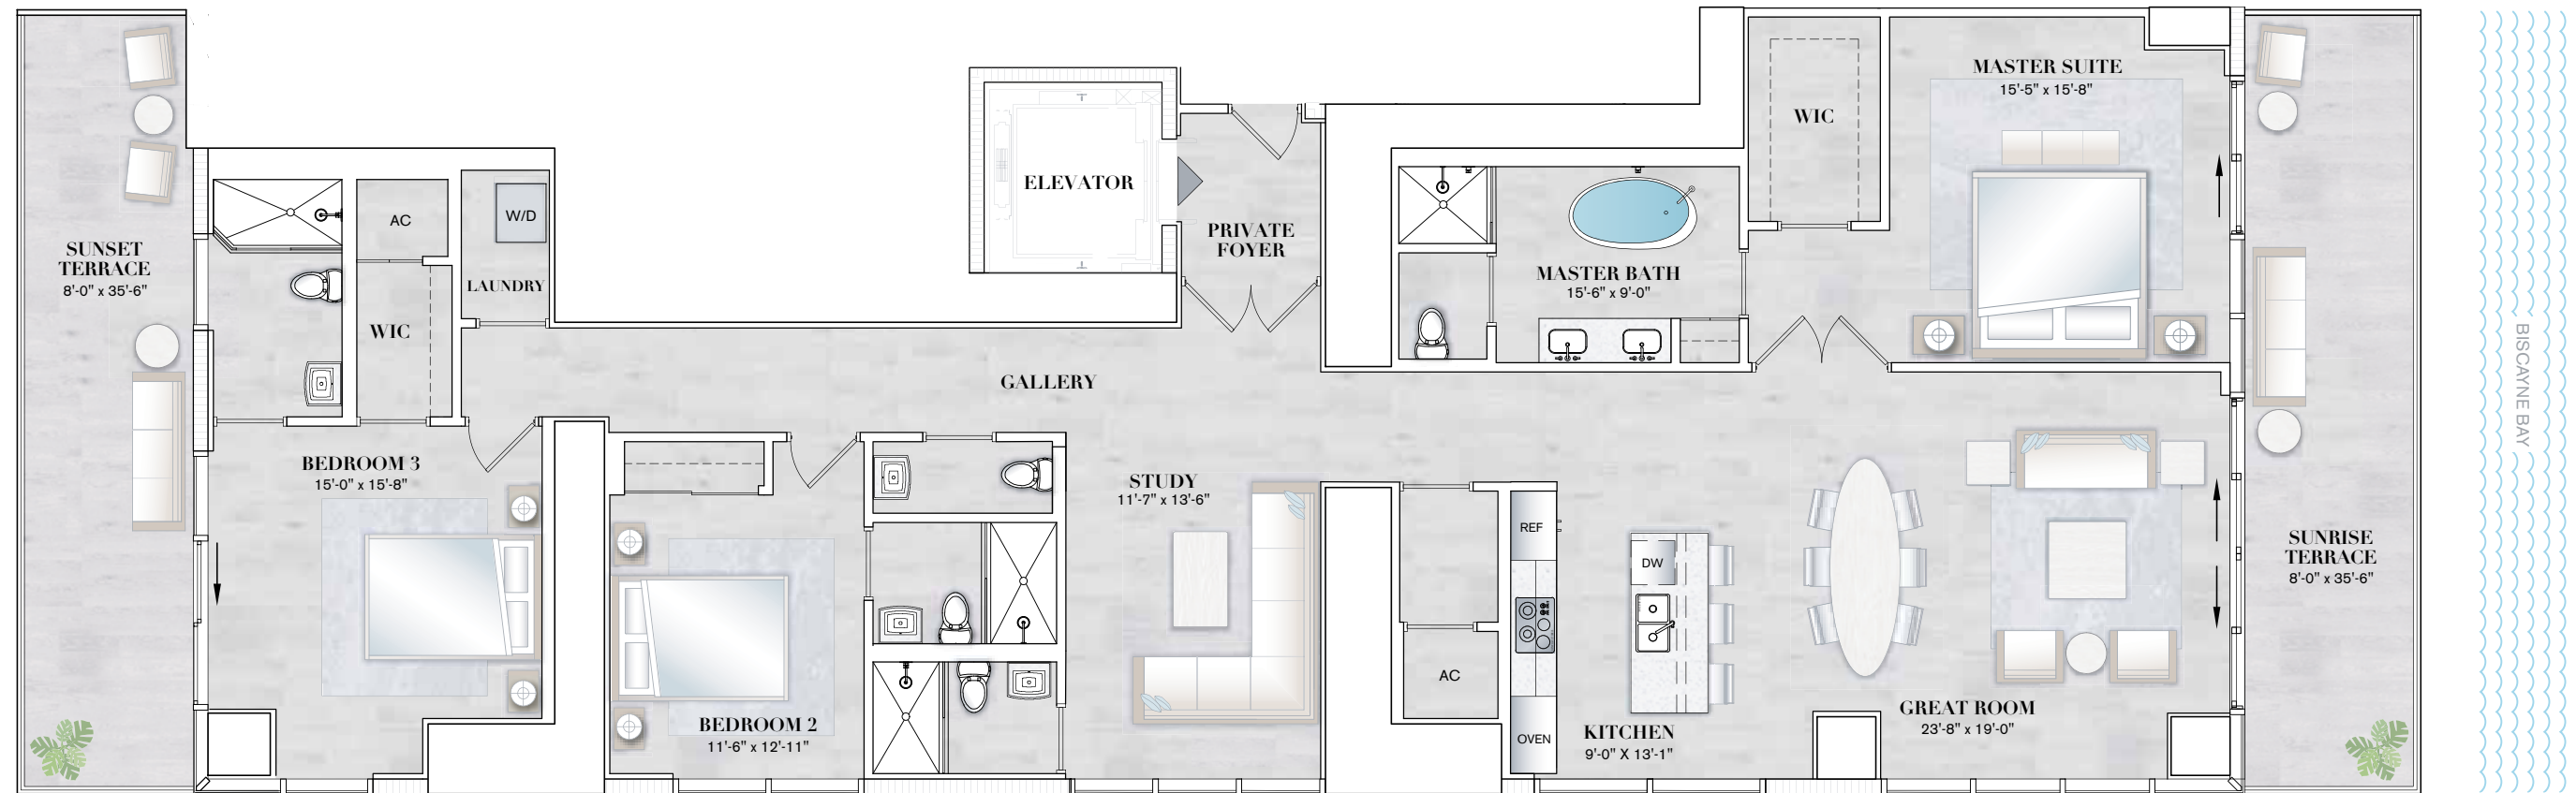 SUNSET
TERRACE
8'-0" x 35'-6"
AC
W/D
LAUNDRY
WIC
BEDROOM 3
15'-0" x 15'-8"
ELEVATOR
PRIVATE
FOYER
GALLERY
BEDROOM 2
11'-6" x 12'-11"
STUDY
11'-7" x 13'-6"
MASTER BATH
15'-6" x 9'-0"
WIC
MASTER SUITE
15'-5" x 15'-8"
AC
REF
DW
OVEN
KITCHEN
9'-0" X 13'-1"
GREAT ROOM
23'-8" x 19'-0"
SUNRISE
TERRACE
8'-0" x 35'-6"
BISCAYNE BAY